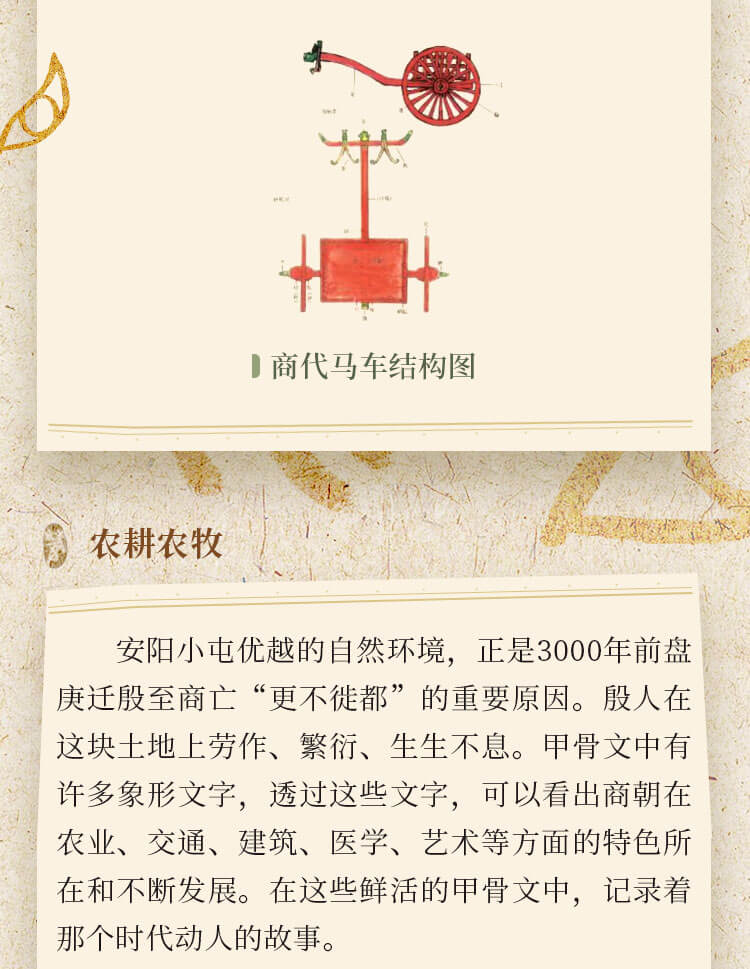 商代马车结构图
农耕农牧
安阳小屯优越的自然环境，正是3000年前盘
庚迁殷至商亡“更不徙都”的重要原因。殷人在
这块土地上劳作、繁衍、生生不息。甲骨文中有
许多象形文字，透过这些文字，可以看出商朝在
农业、交通、建筑、医学、艺术等方面的特色所
在和不断发展。在这些鲜活的甲骨文中，记录着
那个时代动人的故事。